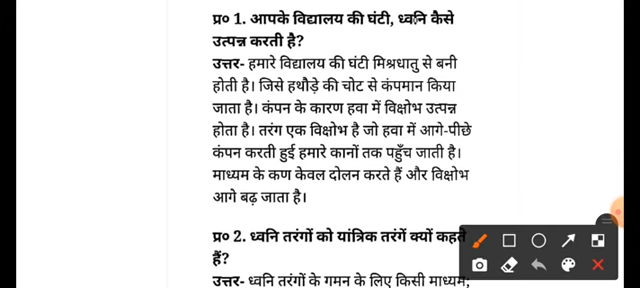 प्र० 1. आपके विद्यालय की घंटी, ध्वनि कैसे
उत्पन्न करती है?
उत्तर- हमारे विद्यालय की घंटी मिश्रधातु से बनी
होती है। जिसे हथौड़े की चोट से कंपमान किया
जाता है। कंपन के कारण हवा में विक्षोभ उत्पन्न
होता है। तरंग एक विक्षोभ है जो हवा में आगे-पीछे
कंपन करती हुई हमारे कानों तक पहुँच जाती है।
माध्यम के कण केवल दोलन करते हैं और विक्षोभ
आगे बढ़ जाता है।
प्र० 2. ध्वनि तरंगों को यांत्रिक तरंगें क्यों कहते
हैं?
उत्तर- ध्वनि तरंगों के गमन के लिए किसी माध्यम;